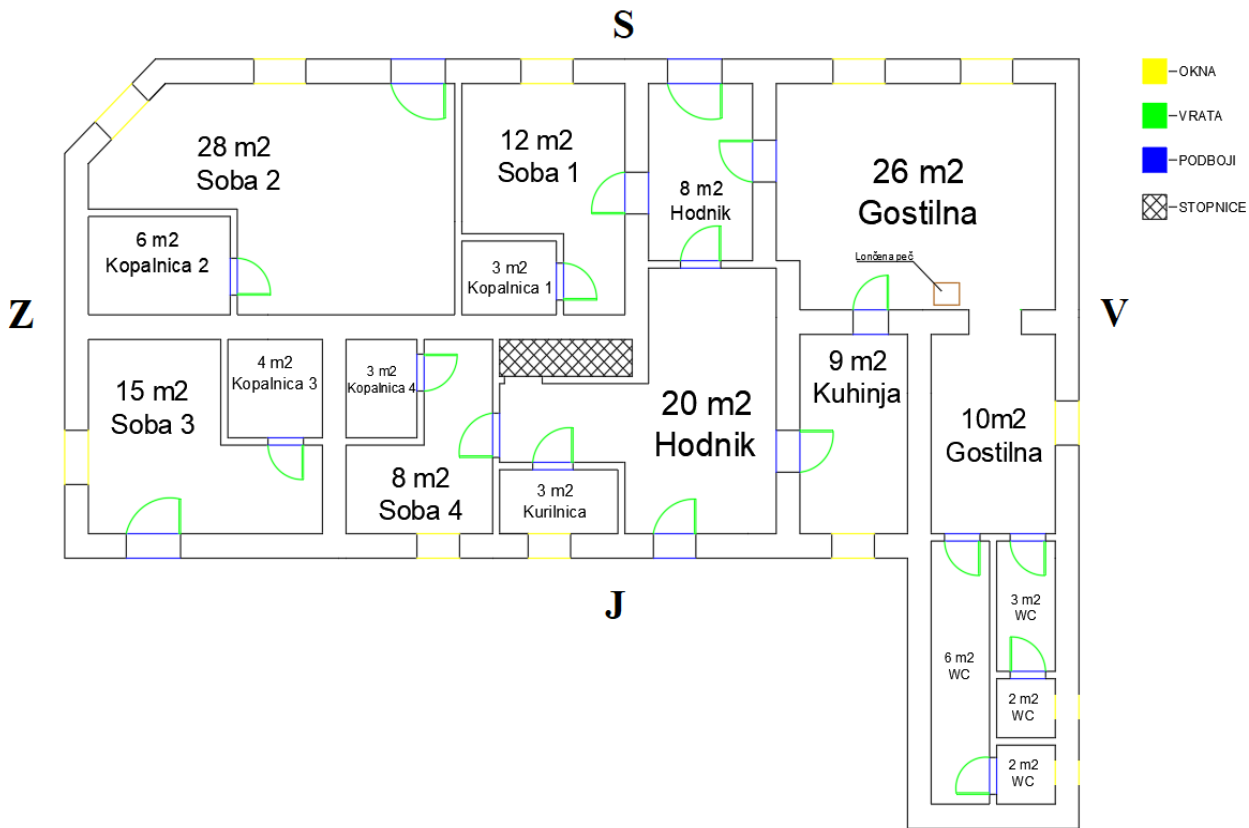 S
OKNA
VRATA
PODBOJI
STOPNICE
28 m2
Soba 2
12 m2
Soba 1
8 m2
Hodnik
26 m2
Gostilna
6 m2
Kopalnica 2
3 m2
Kopalnica 1
Lončena peč
Z
V
15 m2
Soba 3
4 m2
Kopalnica 3
3 m2
Kopalnica 4
8 m2
Soba 4
3 m2
Kurilnica
20 m2
Hodnik
9 m2
Kuhinja
10m2
Gostilna
J
6 m2
WC
3 m2
WC
2 m2
WC
2 m2
WC